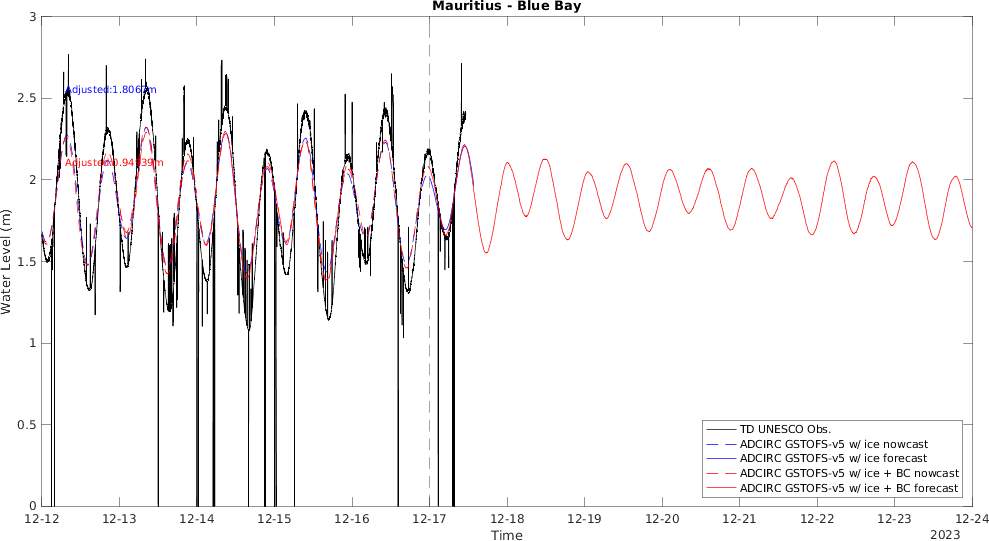 Mauritius - Blue Bay
3
2.5
2
1.5
1
0.5
0
Water Level (m)
Adjusted:1.8067m
12-12
12-13
12-14
12-15
12-16
12-17
12-18
12-19
12-20
12-21
12-22
12-23
12-24
Time
2023
TD UNESCO Obs.
ADCIRC GSTOFS-v5 w/ ice nowcast
ADCIRC GSTOFS-v5 w/ ice forecast
ADCIRC GSTOFS-v5 w/ ice + BC nowcast
ADCIRC GSTOFS-v5 w/ ice + BC forecast